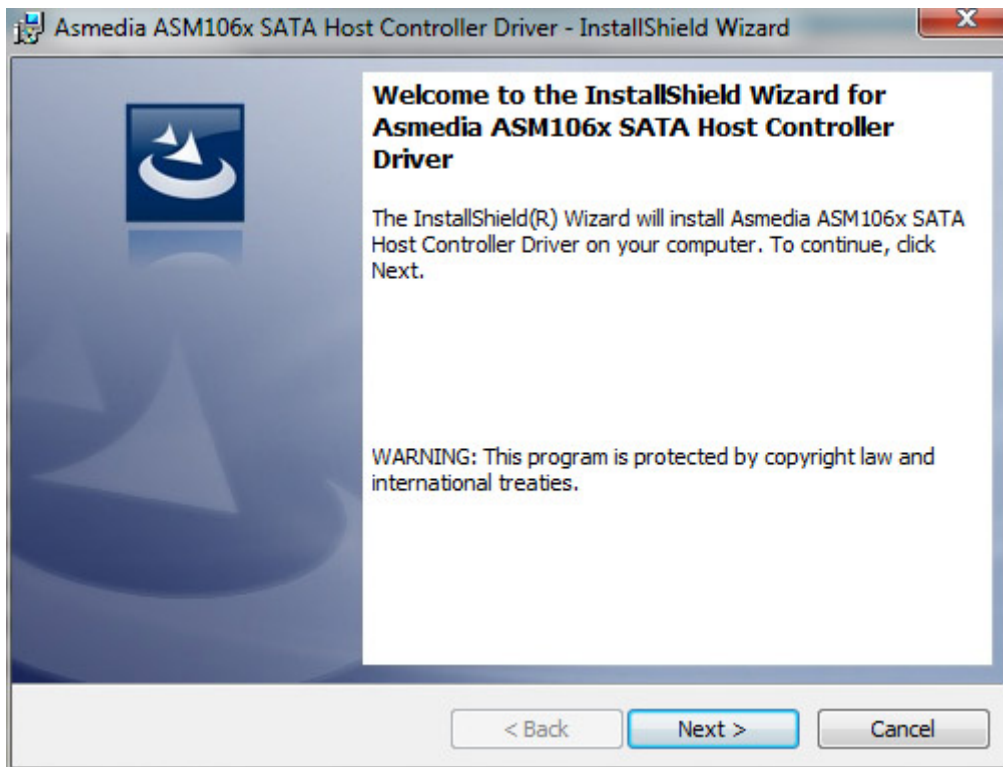 Asmedia ASM106x SATA Host Controller Driver - InstallShield Wizard
Welcome to the InstallShield Wizard for
Asmedia ASM106x SATA Host Controller
Driver
The InstallShield(R) Wizard will install Asmedia ASM106x SATA
Host Controller Driver on your computer. To continue, click
Next.
WARNING: This program is protected by copyright law and
international treaties.
< Back
Next >
Cancel